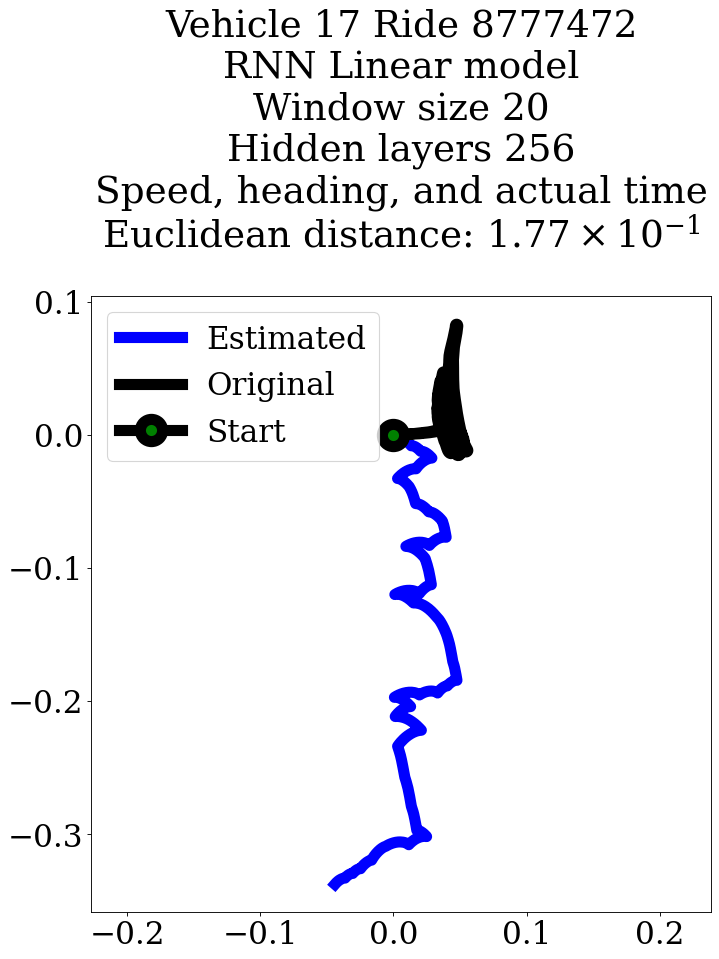 Vehicle 17 Ride 8777472
RNN Linear model
Window size 20
Hidden layers 256
Speed, heading, and actual time
Euclidean distance: 1.77 × 10⁻¹
0.1
0.0
−0.1
−0.2
−0.3
Estimated
Original
Start
−0.2 −0.1 0.0 0.1 0.2